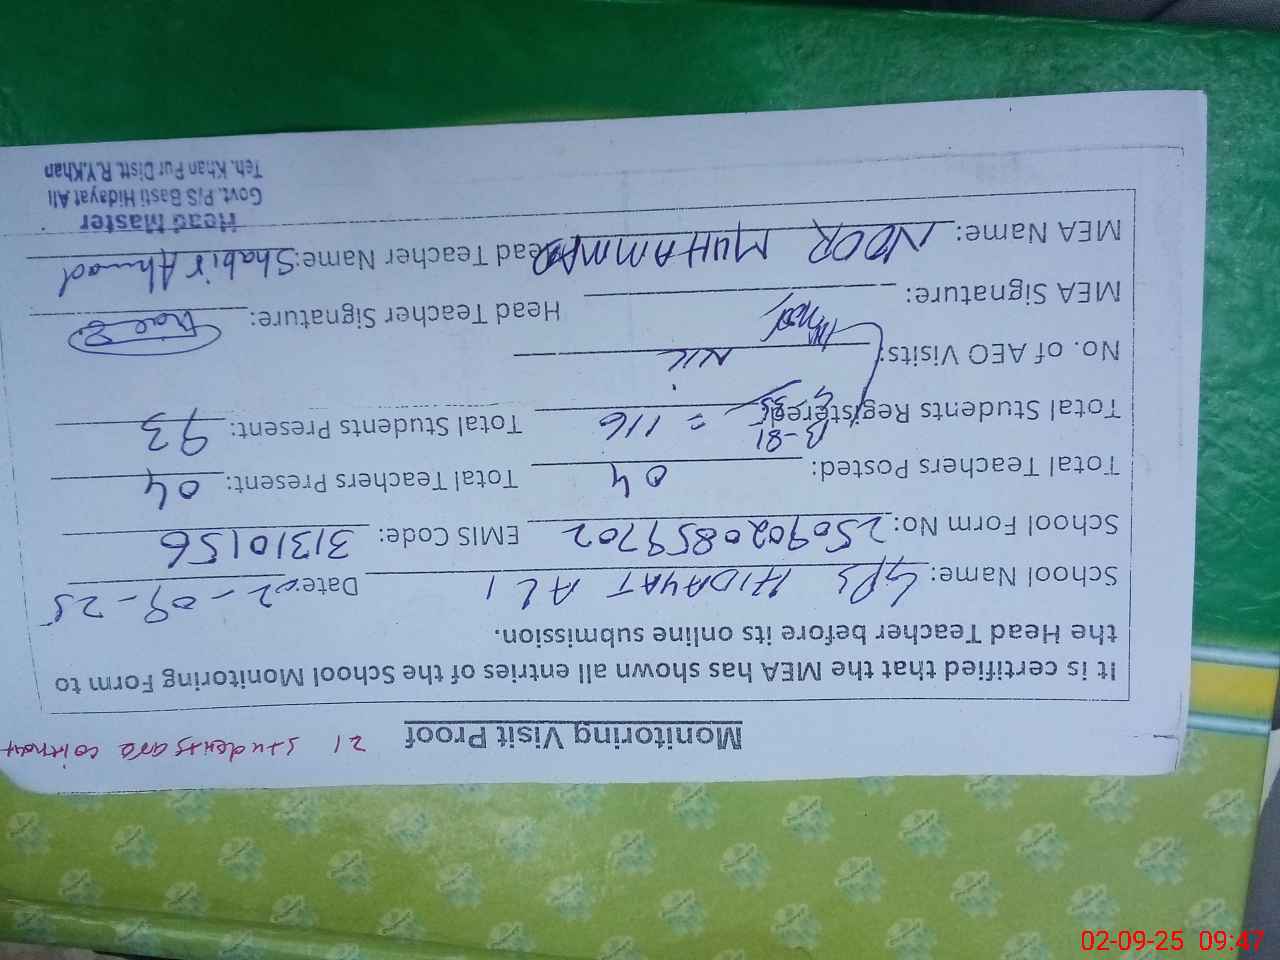 Monitoring Visit Proof 21 students are without
It is certified that the MEA has shown all entries of the School Monitoring Form to
the Head Teacher before its online submission.
School Name: GPS HIDAYAT ALI Date: 02-09-25
School Form No: 2509020859702 EMIS Code: 31310156
Total Teachers Posted: 04 Total Teachers Present: 04
Total Students Registered: B-81 G-35 = 116 Total Students Present: 93
No. of AEO Visits: NIL
MEA Signature: Head Teacher Signature:
MEA Name: NOOR MUHAMMAD Head Teacher Name: Shabir Ahmad
Head Master
Govt. P/S Basti Hidayat Ali
Teh. Khan Pur Distt. R.Y.Khan
02-09-25 09:47